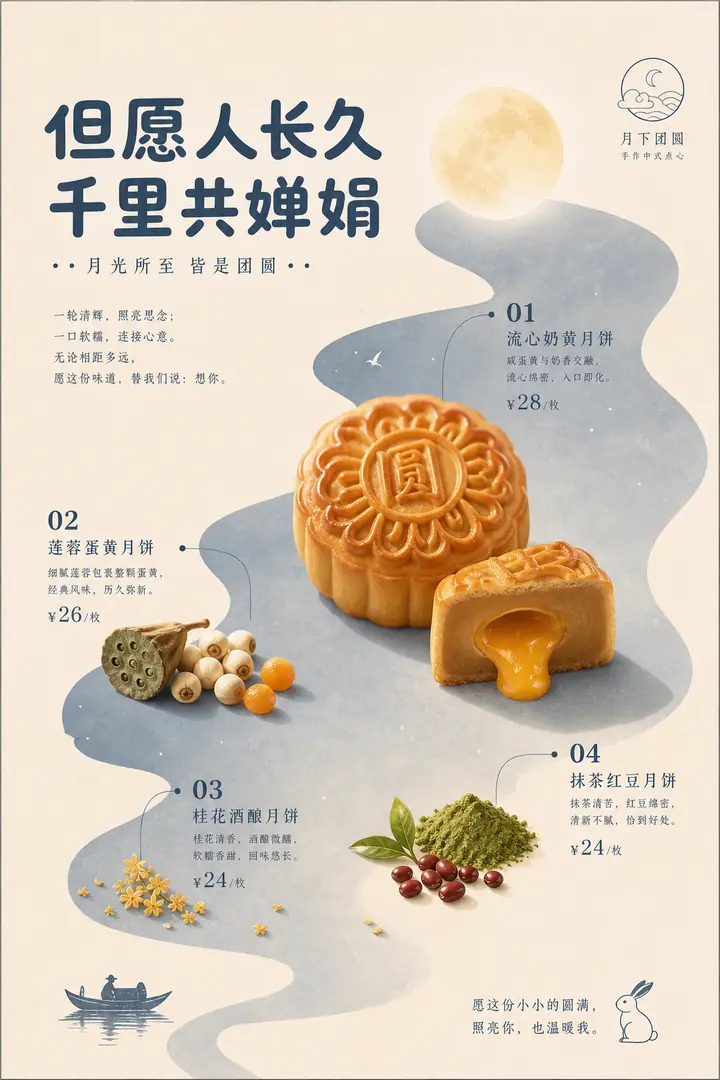 但愿人长久
千里共婵娟
··月光所至 皆是团圆··
月下团圆
手作中式点心
一轮清辉，照亮思念；
一口软糯，连接心意。
无论相距多远，
愿这份味道，替我们说：想你。
01
流心奶黄月饼
咸蛋黄与奶香交融，
流心绵密，入口即化。
¥28/枚
圆
02
莲蓉蛋黄月饼
细腻莲蓉包裹整颗蛋黄，
经典风味，历久弥新。
¥26/枚
03
桂花酒酿月饼
桂花清香，酒酿微醺，
软糯香甜，回味悠长。
¥24/枚
04
抹茶红豆月饼
抹茶清苦，红豆绵密，
清新不腻，恰到好处。
¥24/枚
愿这份小小的圆满，
照亮你，也温暖我。